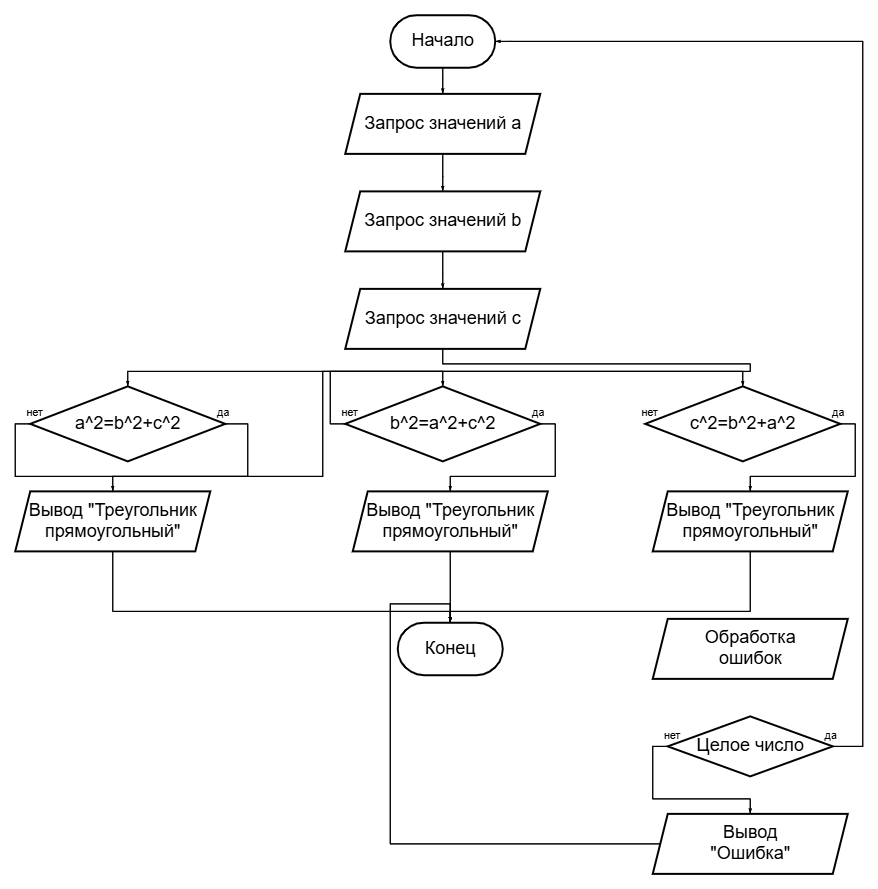 Начало
Запрос значений a
Запрос значений b
Запрос значений c
нет
a^2=b^2+c^2
да
нет
b^2=a^2+c^2
да
нет
c^2=b^2+a^2
да
Вывод "Треугольник
прямоугольный"
Вывод "Треугольник
прямоугольный"
Вывод "Треугольник
прямоугольный"
Конец
Обработка
ошибок
нет
Целое число
да
Вывод
"Ошибка"